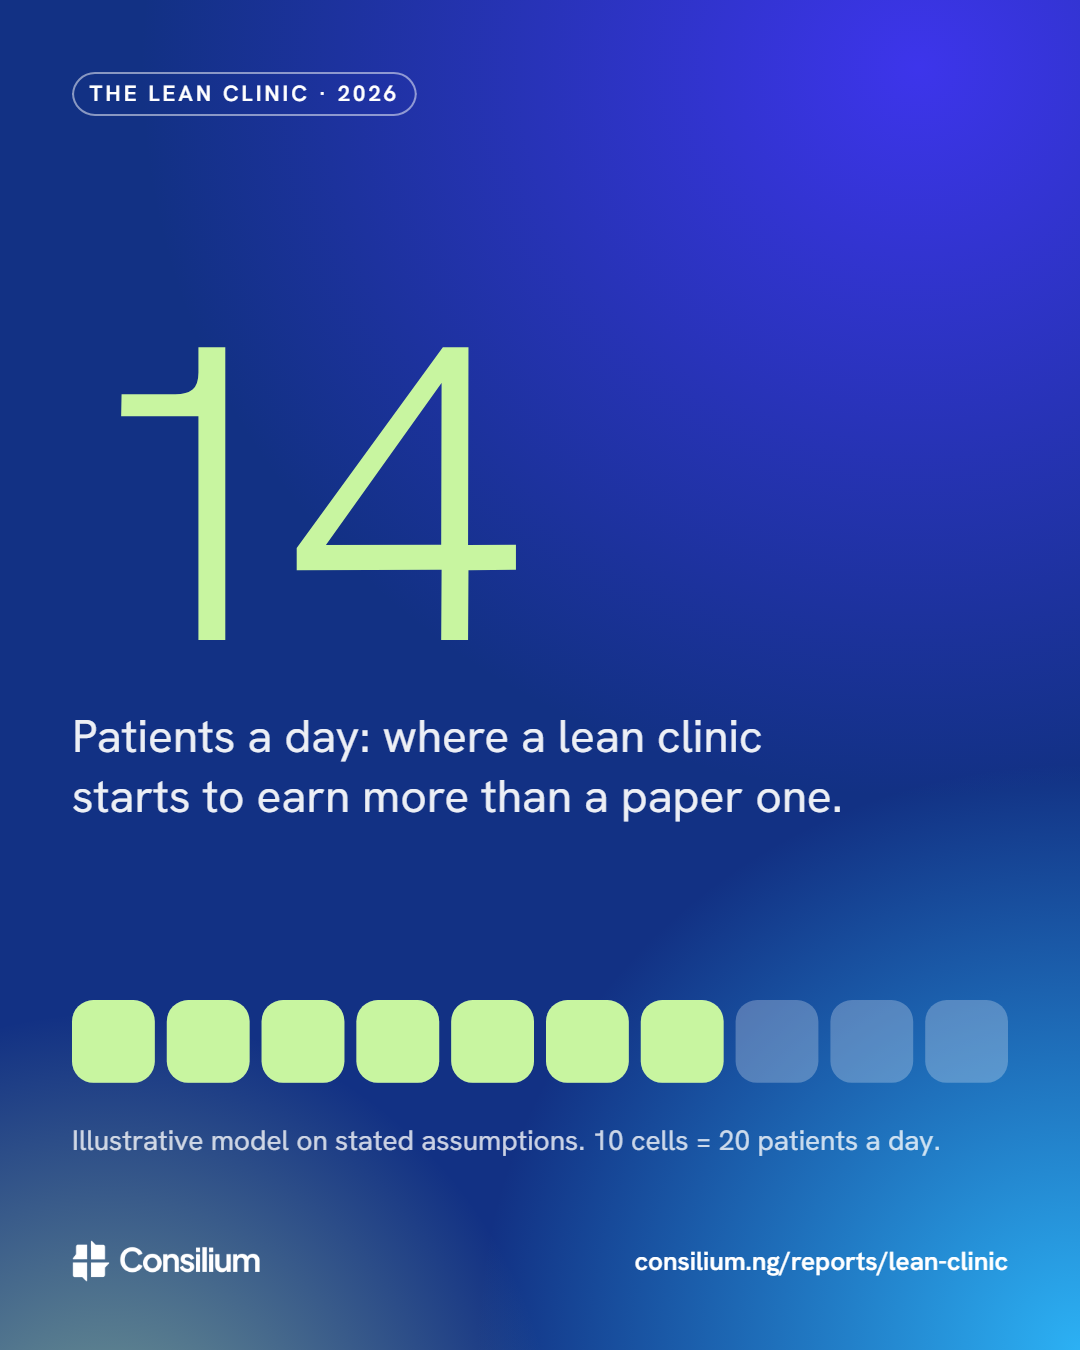 THE LEAN CLINIC · 2026
14
Patients a day: where a lean clinic
starts to earn more than a paper one.
Illustrative model on stated assumptions. 10 cells = 20 patients a day.
Consilium
consilium.ng/reports/lean-clinic